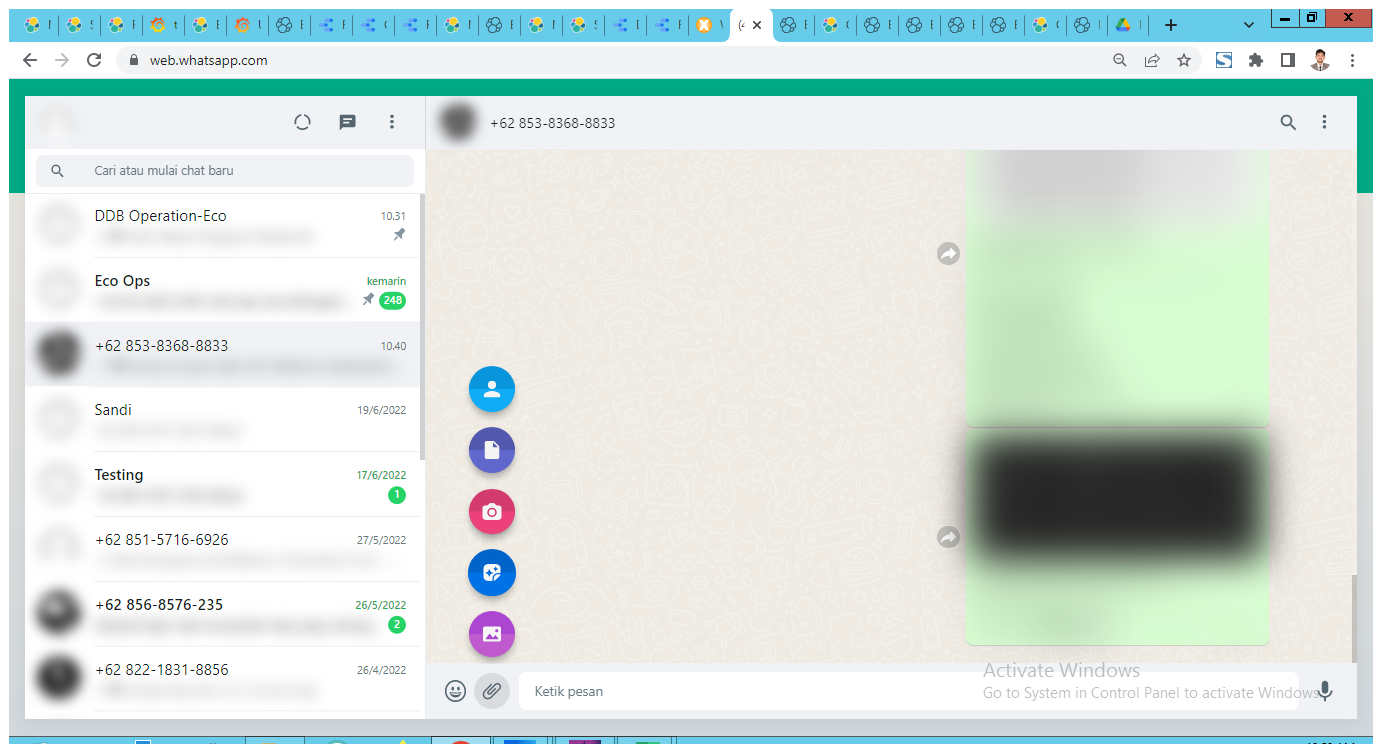 web.whatsapp.com
+62 853-8368-8833
Cari atau mulai chat baru
DDB Operation-Eco
10.31
Eco Ops
kemarin
248
+62 853-8368-8833
10.40
Sandi
19/6/2022
Testing
17/6/2022
1
+62 851-5716-6926
27/5/2022
+62 856-8576-235
26/5/2022
2
+62 822-1831-8856
26/4/2022
Ketik pesan
Activate Windows
Go to System in Control Panel to activate Windows.